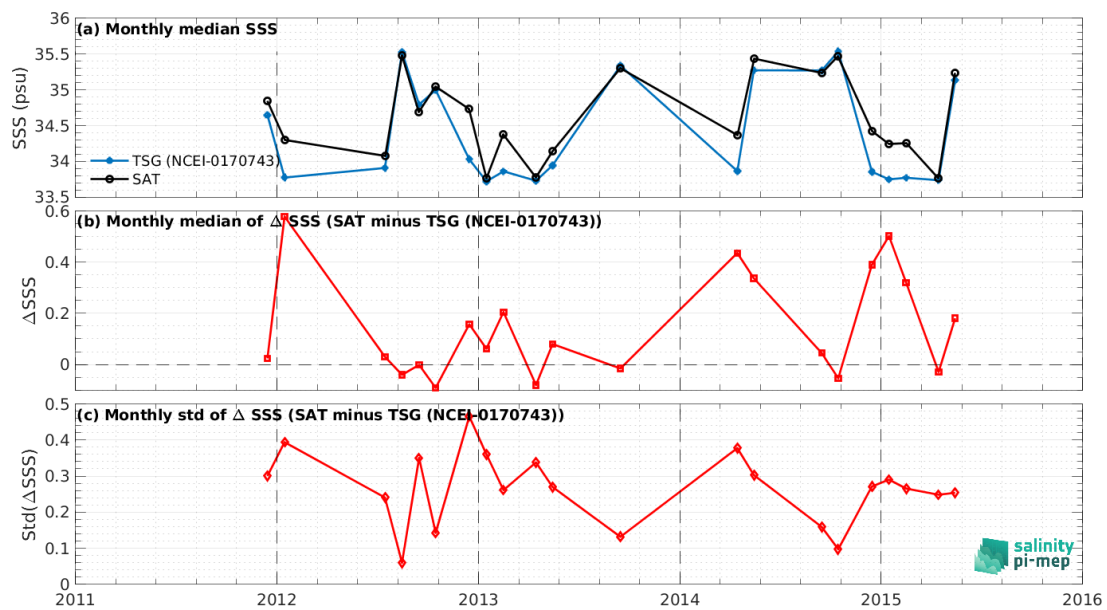 (a) Monthly median SSS
36
35.5
35
34.5
34
33.5
SSS (psu)
TSG (NCEI-0170743)
SAT
(b) Monthly median of Δ SSS (SAT minus TSG (NCEI-0170743))
0.6
0.4
0.2
0
ΔSSS
(c) Monthly std of Δ SSS (SAT minus TSG (NCEI-0170743))
0.5
0.4
0.3
0.2
0.1
0
Std(ΔSSS)
2011 2012 2013 2014 2015 2016
salinity
pi-mep